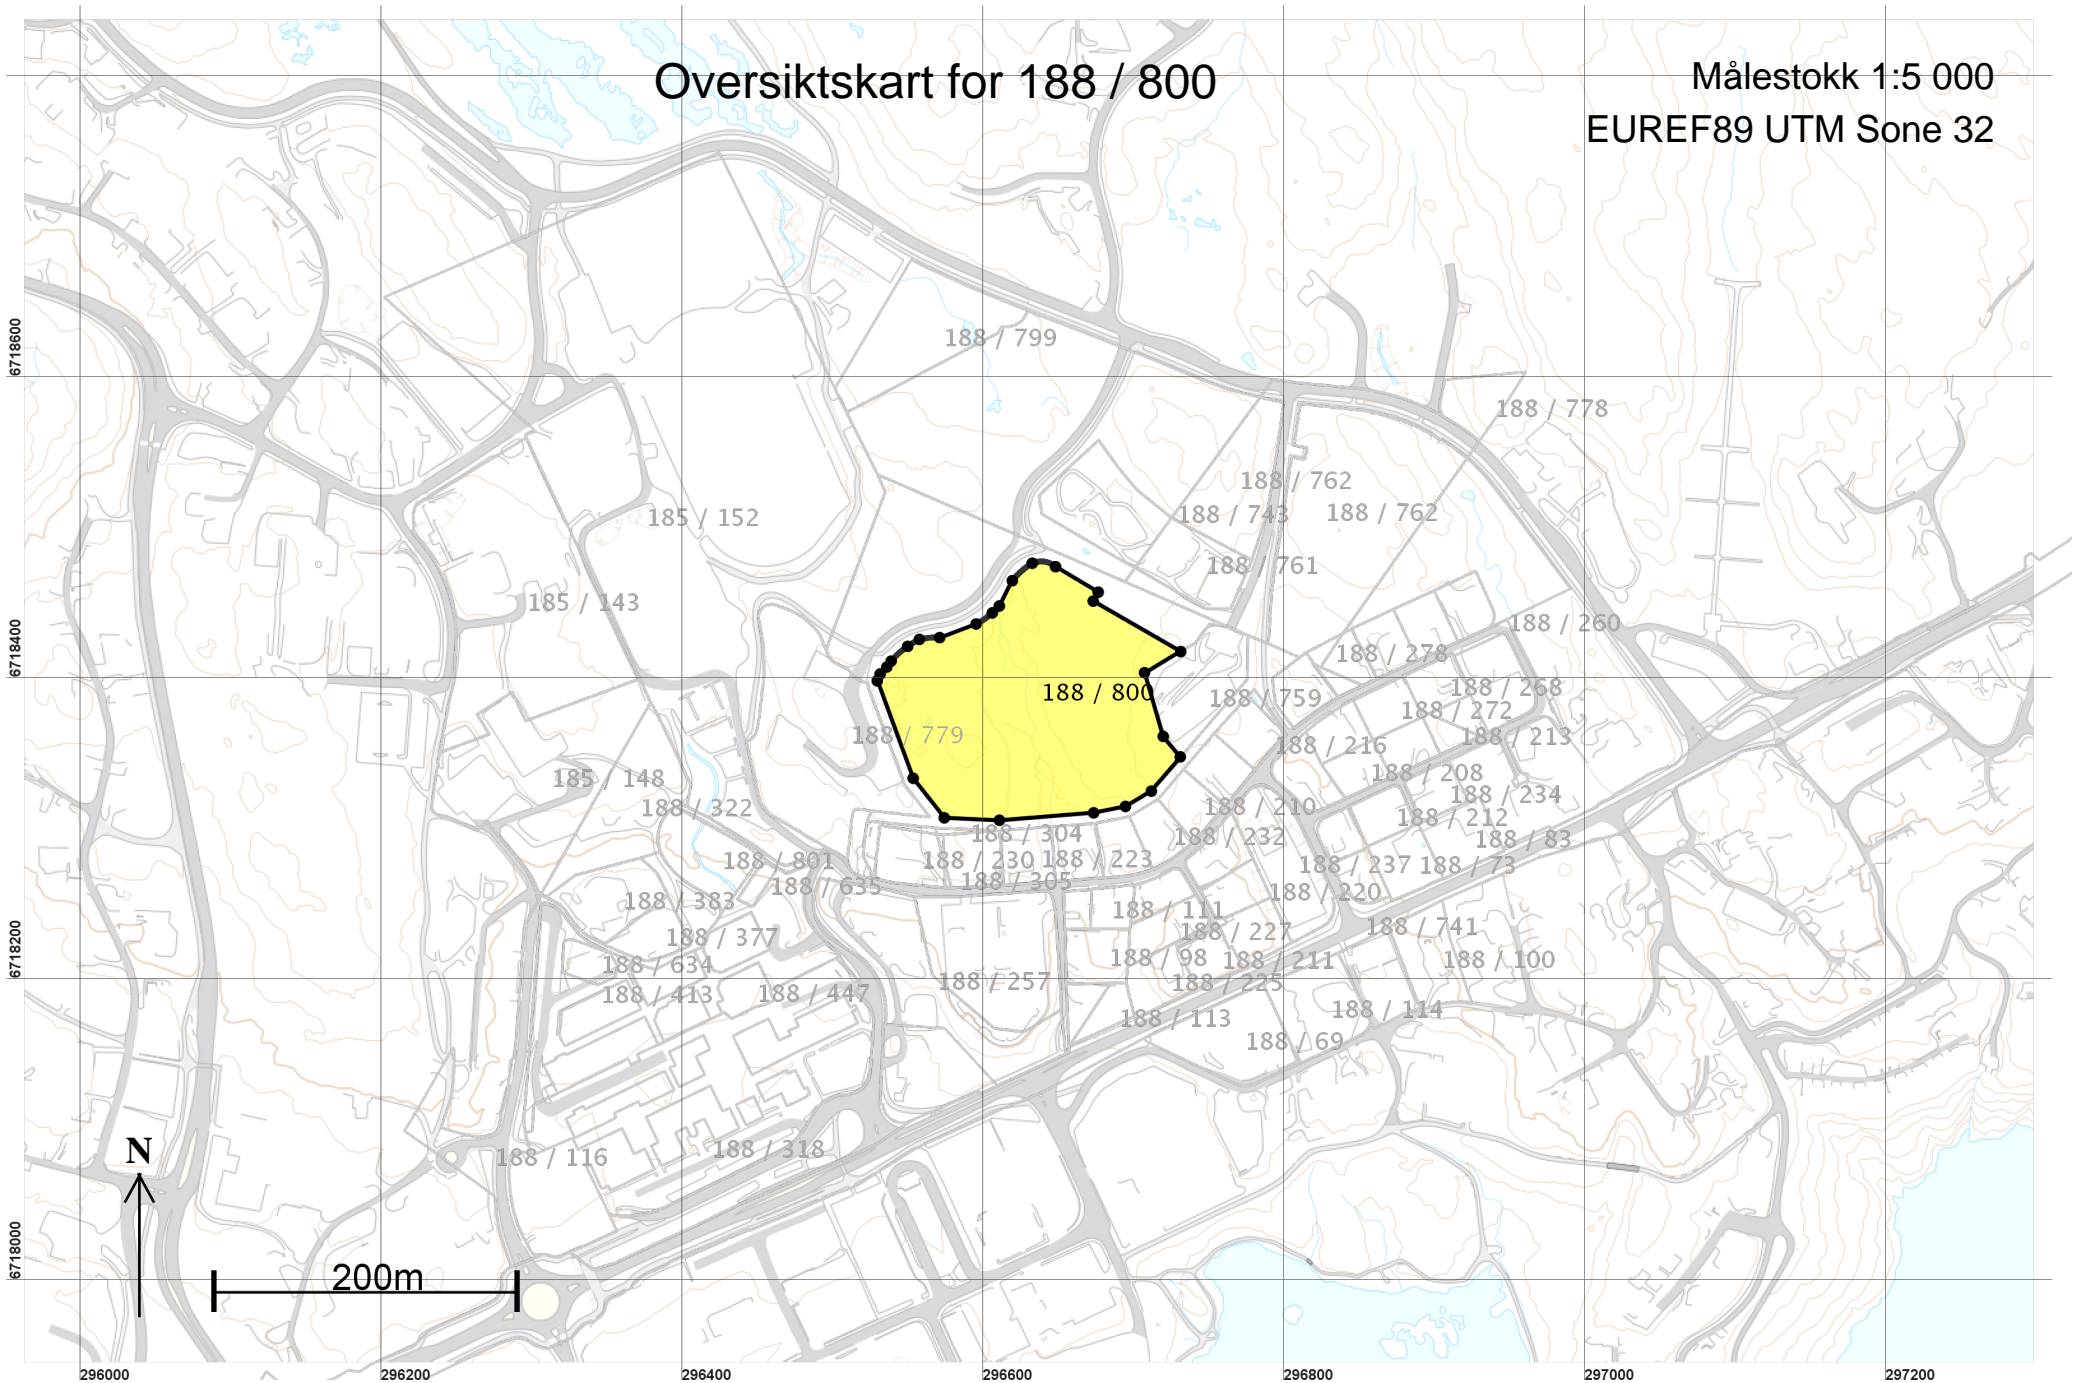 Oversiktskart for 188 / 800
Målestokk 1:5 000
EUREF89 UTM Sone 32
188 / 799
6718600
188 / 778
188 / 762
188 / 743
188 / 762
185 / 152
188 / 761
185 / 143
188 / 260
188 / 278
6718400
188 / 800
188 / 759
188 / 268
188 / 272
188 / 779
188 / 216
188 / 213
185 / 148
188 / 208
188 / 322
188 / 210
188 / 234
188 / 212
188 / 304
188 / 232
188 / 83
188 / 801
188 / 230
188 / 223
188 / 237
188 / 73
188 / 635
188 / 305
188 / 220
188 / 383
188 / 111
188 / 377
188 / 227
188 / 741
6718200
188 / 634
188 / 98
188 / 211
188 / 100
188 / 413
188 / 447
188 / 257
188 / 225
188 / 113
188 / 114
188 / 69
N
188 / 116
188 / 318
6718000
200m
296000
296200
296400
296600
296800
297000
297200